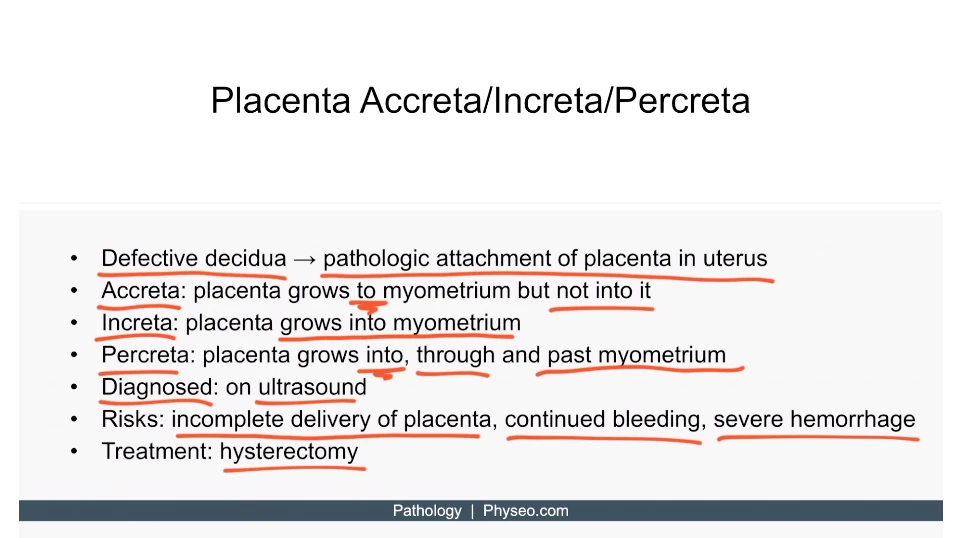 Placenta Accreta/Increta/Percreta
• Defective decidua → pathologic attachment of placenta in uterus
• Accreta: placenta grows to myometrium but not into it
• Increta: placenta grows into myometrium
• Percreta: placenta grows into, through and past myometrium
• Diagnosed: on ultrasound
• Risks: incomplete delivery of placenta, continued bleeding, severe hemorrhage
• Treatment: hysterectomy
Pathology | Physeo.com